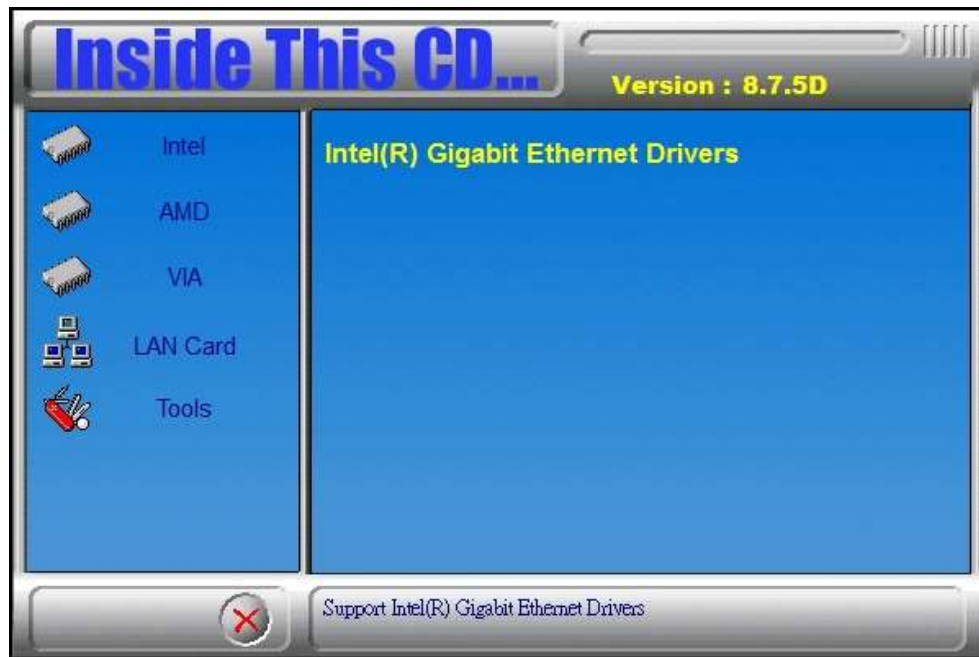 Inside This CD...
Version : 8.7.5D
Intel
AMD
VIA
LAN Card
Tools
Intel(R) Gigabit Ethernet Drivers
Support Intel(R) Gigabit Ethernet Drivers